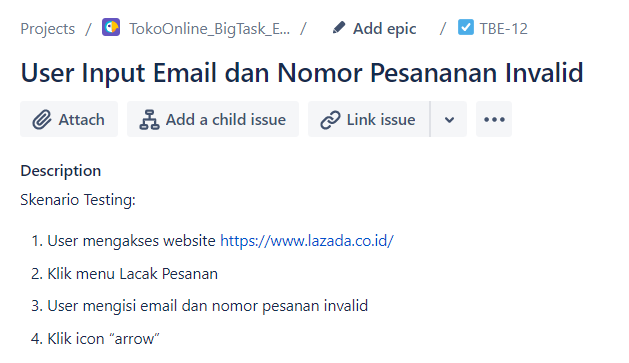 Projects / TokoOnline_BigTask_E... / Add epic / TBE-12
User Input Email dan Nomor Pesananan Invalid
Attach Add a child issue Link issue
Description
Skenario Testing:
1. User mengakses website https://www.lazada.co.id/
2. Klik menu Lacak Pesanan
3. User mengisi email dan nomor pesanan invalid
4. Klik icon “arrow”